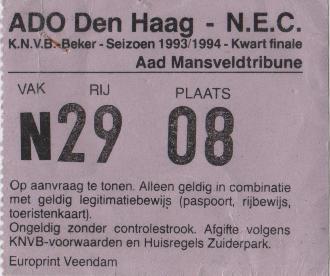 ADO Den Haag - N.E.C.
K.N.V.B.-Beker - Seizoen 1993/1994 - Kwart finale
Aad Mansveldtribune
VAK RIJ PLAATS
N29 08
Op aanvraag te tonen. Alleen geldig in combinatie
met geldig legitimatiebewijs (paspoort, rijbewijs,
toeristenkaart).
Ongeldig zonder controlestrook. Afgifte volgens
KNVB-voorwaarden en Huisregels Zuiderpark.
Europrint Veendam